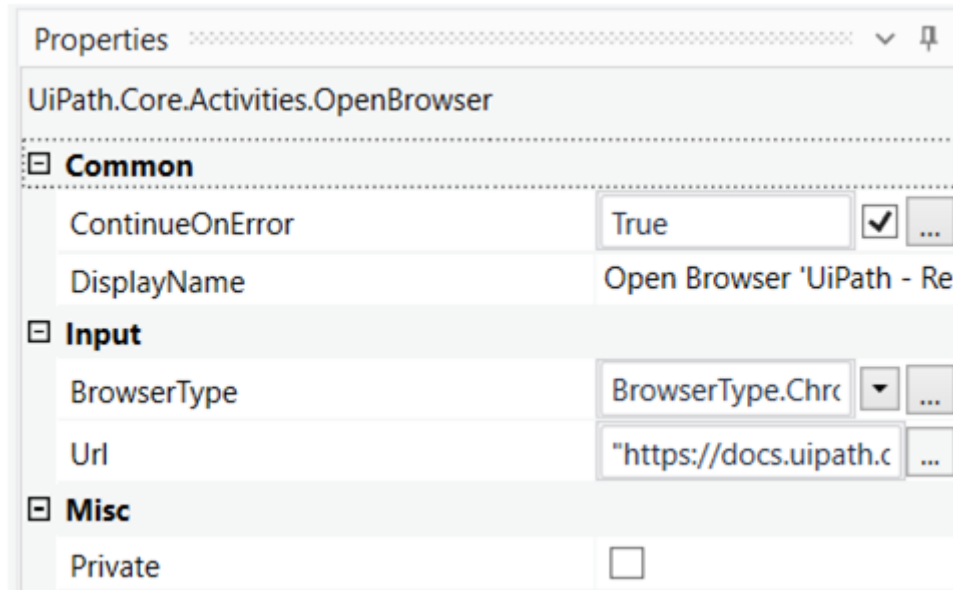 Properties
UiPath.Core.Activities.OpenBrowser
Common
ContinueOnError True ...
DisplayName Open Browser 'UiPath - Re
Input
BrowserType BrowserType.Chrc ...
Url "https://docs.uipath.c ...
Misc
Private